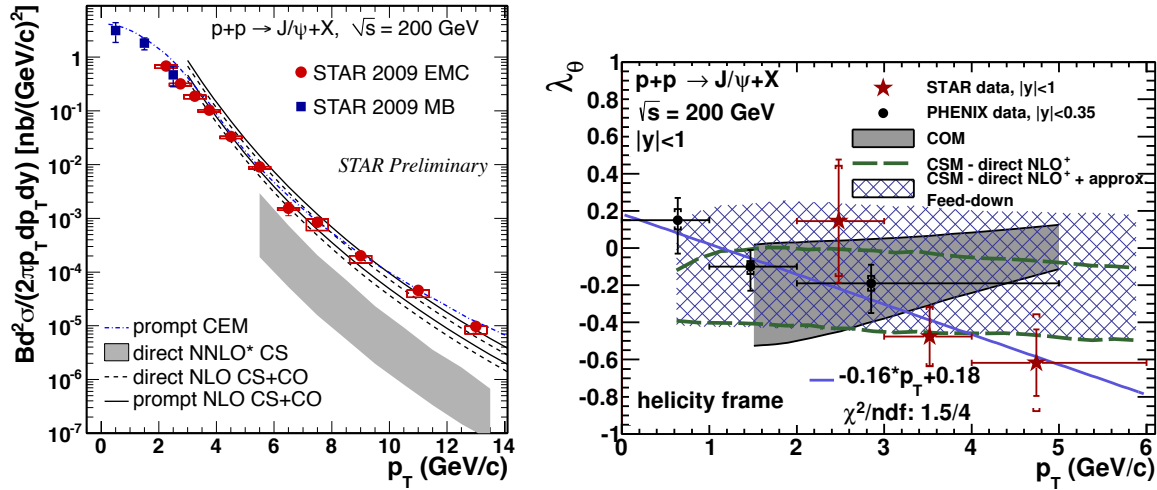 p+p → J/ψ+X, √s = 200 GeV
STAR 2009 EMC
STAR 2009 MB
STAR Preliminary
prompt CEM
direct NNLO* CS
direct NLO CS+CO
prompt NLO CS+CO
Bd²σ/(2πp_T dp_T dy) [nb/(GeV/c)²]
1
10⁻¹
10⁻²
10⁻³
10⁻⁴
10⁻⁵
10⁻⁶
10⁻⁷
0 2 4 6 8 10 12 14
p_T (GeV/c)
λ_θ
p+p → J/ψ+X
√s = 200 GeV
|y|<1
STAR data, |y|<1
PHENIX data, |y|<0.35
COM
CSM - direct NLO⁺
CSM - direct NLO⁺ + approx.
Feed-down
-0.16*p_T+0.18
χ²/ndf: 1.5/4
helicity frame
1
0.8
0.6
0.4
0.2
0
-0.2
-0.4
-0.6
-0.8
-1
0 1 2 3 4 5 6
p_T (GeV/c)